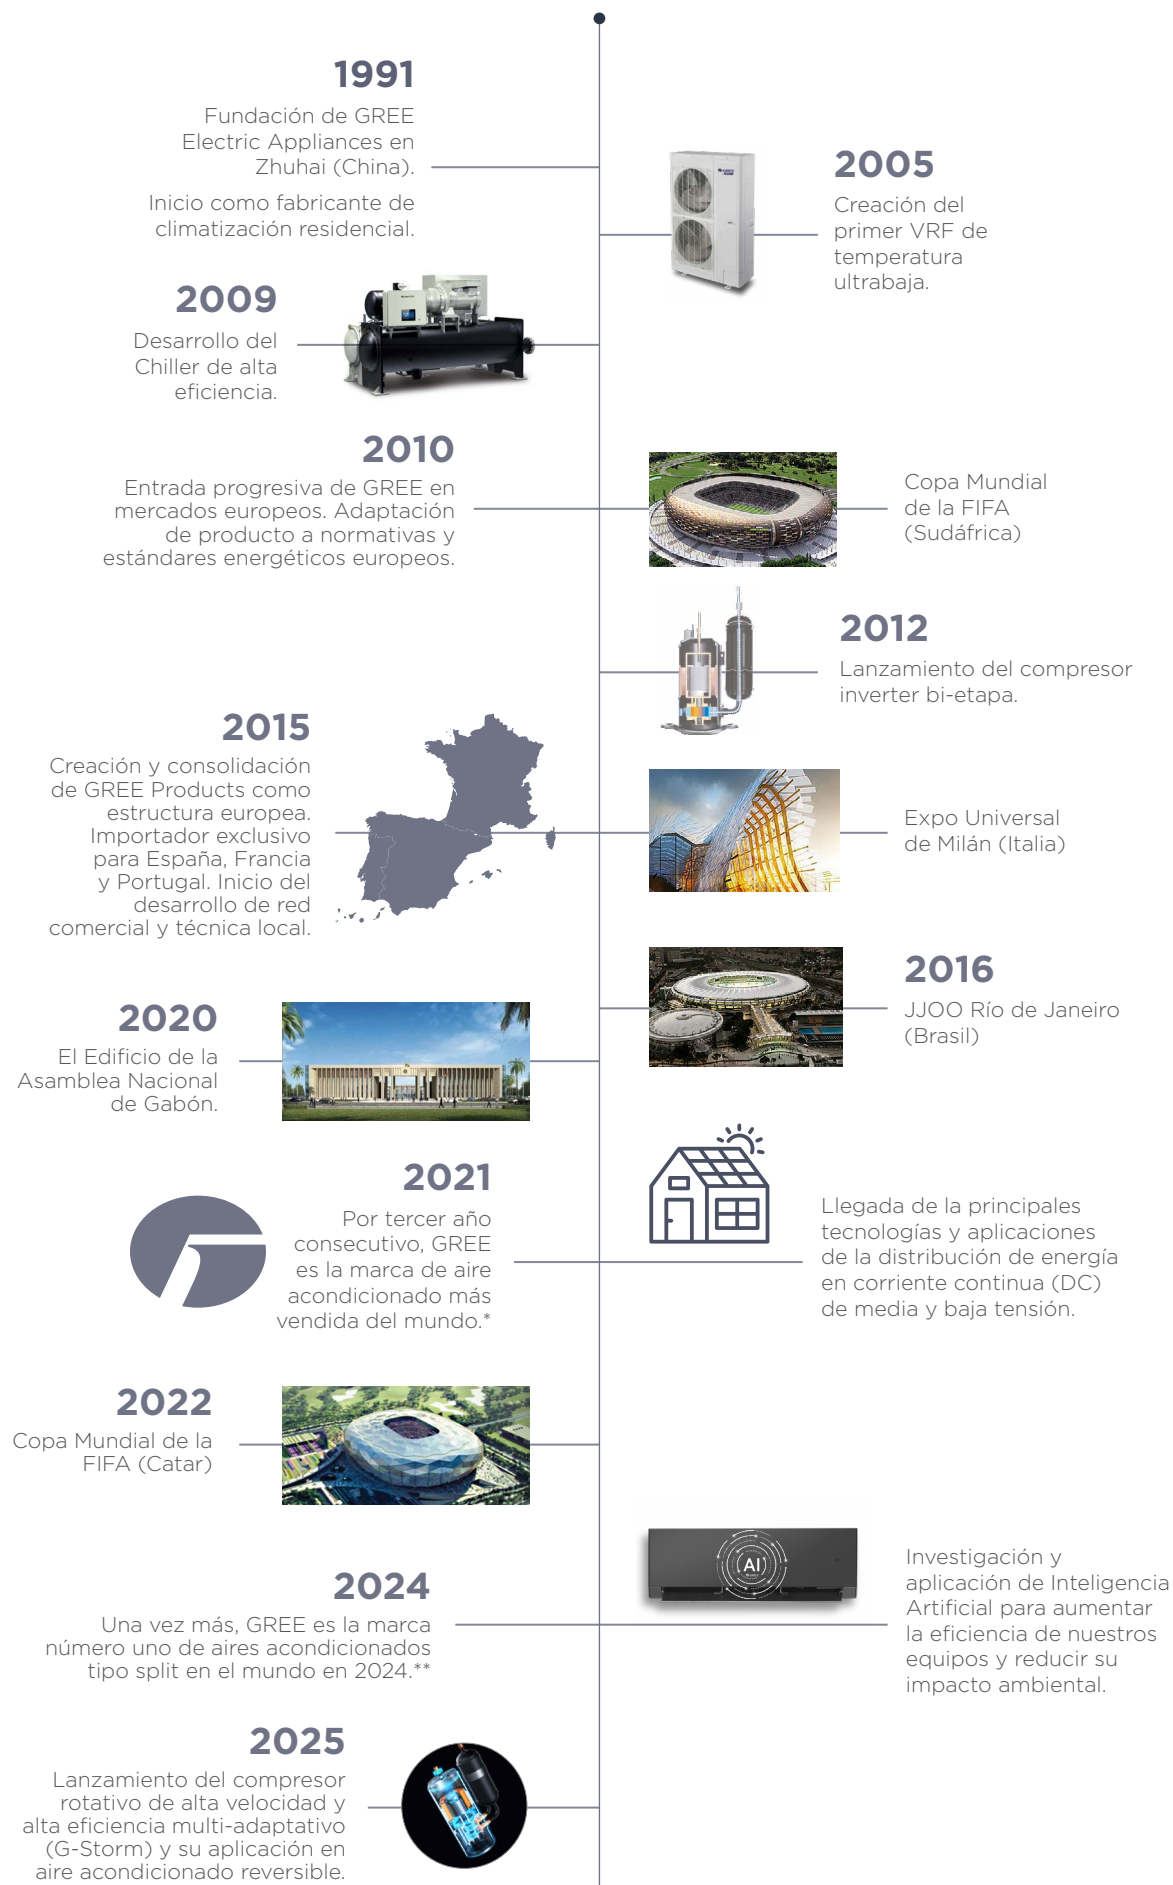 1991
Fundación de GREE
Electric Appliances en
Zhuhai (China).
Inicio como fabricante de
climatización residencial.
2005
Creación del
primer VRF de
temperatura
ultrabaja.
2009
Desarrollo del
Chiller de alta
eficiencia.
2010
Entrada progresiva de GREE en
mercados europeos. Adaptación
de producto a normativas y
estándares energéticos europeos.
Copa Mundial
de la FIFA
(Sudáfrica)
2012
Lanzamiento del compresor
inverter bi-etapa.
2015
Creación y consolidación
de GREE Products como
estructura europea.
Importador exclusivo
para España, Francia
y Portugal. Inicio del
desarrollo de red
comercial y técnica local.
Expo Universal
de Milán (Italia)
2016
JJOO Río de Janeiro
(Brasil)
2020
El Edificio de la
Asamblea Nacional
de Gabón.
2021
Por tercer año
consecutivo, GREE
es la marca de aire
acondicionado más
vendida del mundo.*
Llegada de la principales
tecnologías y aplicaciones
de la distribución de energía
en corriente continua (DC)
de media y baja tensión.
2022
Copa Mundial de la
FIFA (Catar)
AI
2024
Una vez más, GREE es la marca
número uno de aires acondicionados
tipo split en el mundo en 2024.**
Investigación y
aplicación de Inteligencia
Artificial para aumentar
la eficiencia de nuestros
equipos y reducir su
impacto ambiental.
2025
Lanzamiento del compresor
rotativo de alta velocidad y
alta eficiencia multi-adaptativo
(G-Storm) y su aplicación en
aire acondicionado reversible.